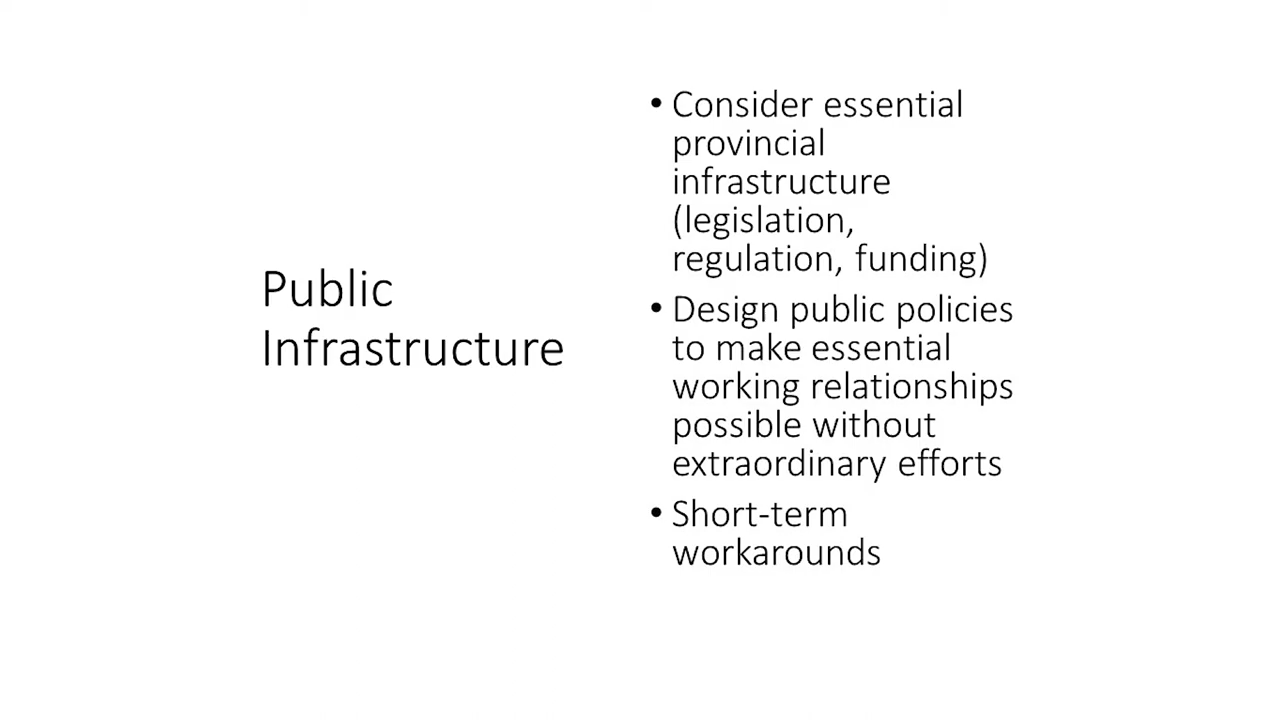 Public
Infrastructure
• Consider essential
provincial
infrastructure
(legislation,
regulation, funding)
• Design public policies
to make essential
working relationships
possible without
extraordinary efforts
• Short-term
workarounds